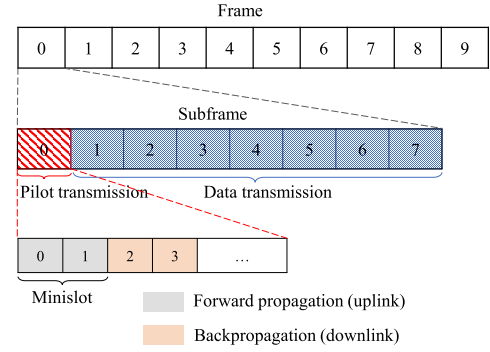 Frame
0 1 2 3 4 5 6 7 8 9
Subframe
0 1 2 3 4 5 6 7
Pilot transmission Data transmission
0 1 2 3 ...
Minislot
Forward propagation (uplink)
Backpropagation (downlink)